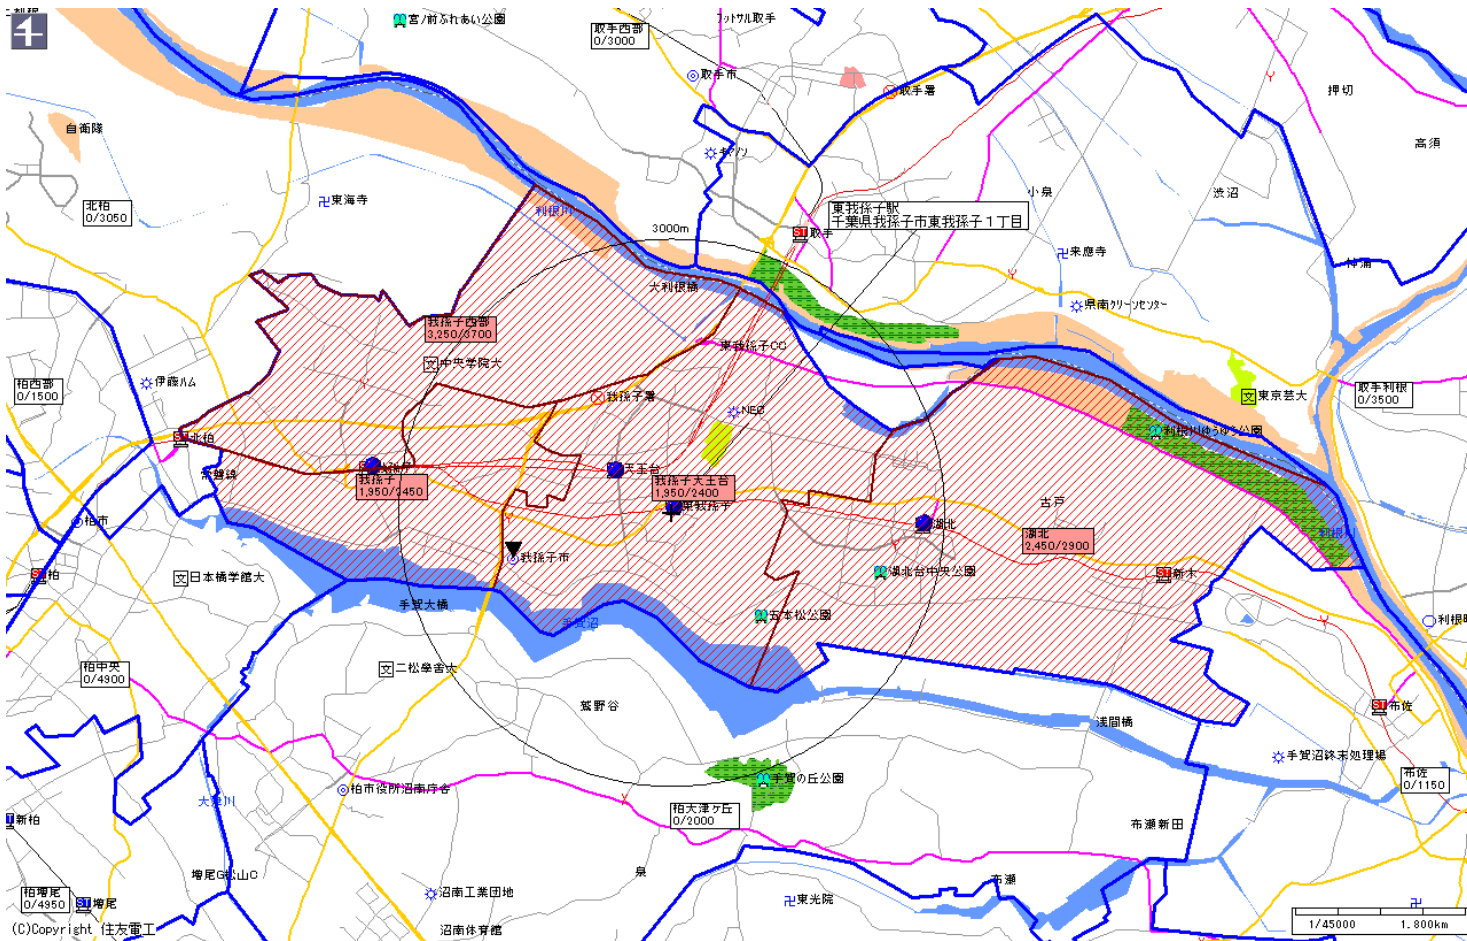 利根
宮ノ前ふれあい公園
フットサル取手
取手西部
0/3000
取手市
取手署
押切
自衛隊
高須
キヤノン
小泉
渋沼
北柏
0/3050
東海寺
利根川
東我孫子駅
千葉県我孫子市東我孫子1丁目
3000m
取手
来應寺
神浦
大利根橋
県南クリーンセンター
我孫子西部
3,250/3700
東我孫子CC
中央学院大
伊藤ハム
柏西部
0/1500
取手利根
0/3500
東京芸大
我孫子署
NEC
利根川ゆうゆう公園
北柏
常磐線
天王台
我孫子
1,950/2450
我孫子天王台
1,950/2400
東我孫子
古戸
湖北
湖北
2,450/2900
利根川
柏市
我孫子市
柏
日本橋学館大
湖北台中央公園
新木
手賀大橋
手賀沼
五本松公園
利根町
柏中央
0/4900
二松學舍大
鷲野谷
浅間橋
布佐
手賀沼終末処理場
手賀の丘公園
布佐
0/1150
柏市役所沼南庁舎
大津川
柏大津ヶ丘
0/2000
新柏
布瀬新田
増尾G松山C
泉
布瀬
柏増尾
0/4950
増尾
沼南工業団地
東光院
沼南体育館
(C)Copyright 住友電工
1/45000
1.800km